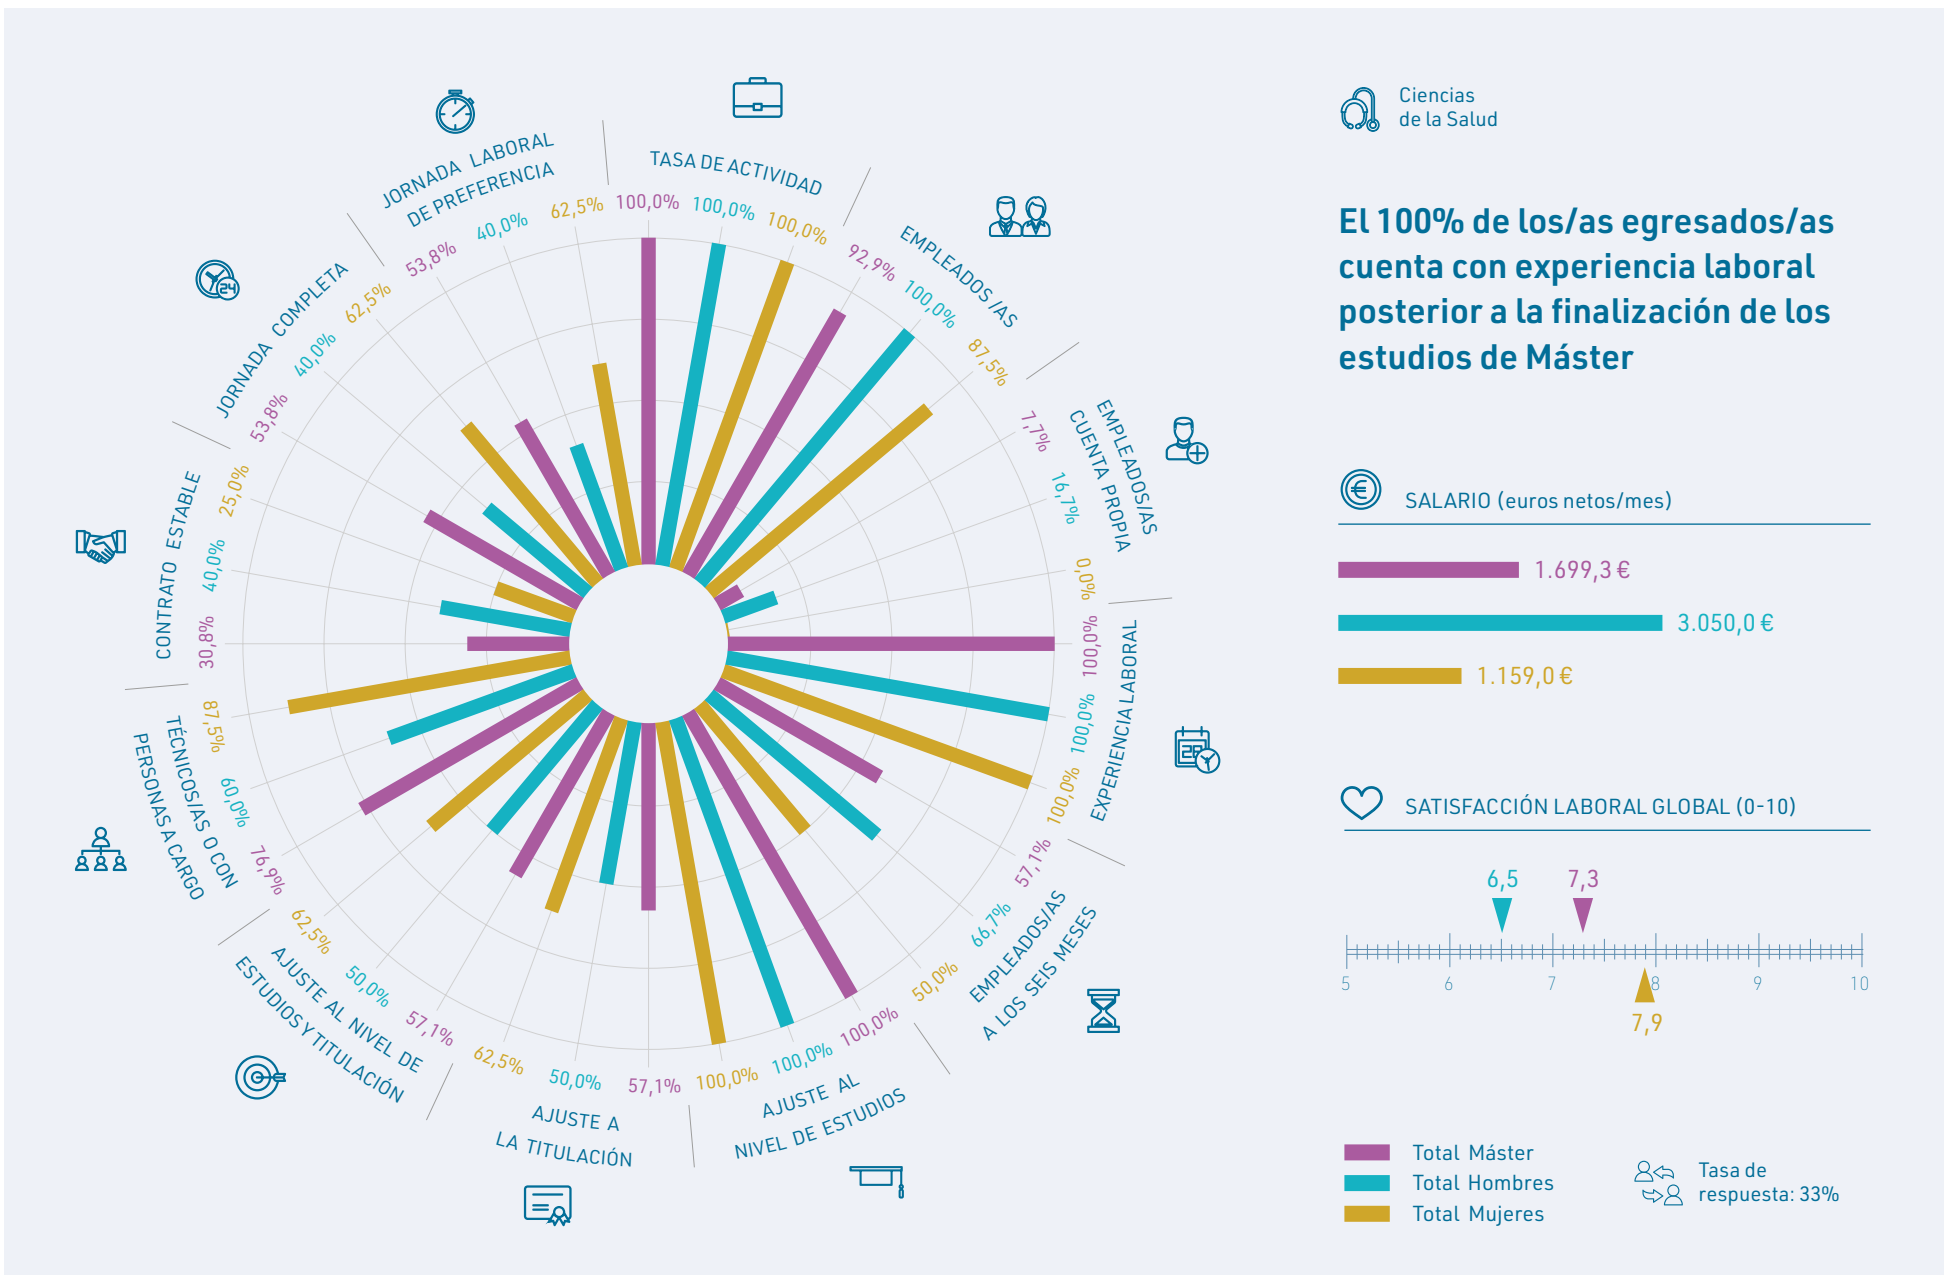 TASA DE ACTIVIDAD
100,0%
100,0%
100,0%
EMPLEADOS /AS
92,9%
100,0%
87,5%
EMPLEADOS/AS
CUENTA PROPIA
7,7%
16,7%
0,0%
EXPERIENCIA LABORAL
100,0%
100,0%
100,0%
EMPLEADOS/AS
A LOS SEIS MESES
57,1%
66,7%
50,0%
AJUSTE AL
NIVEL DE ESTUDIOS
100,0%
100,0%
100,0%
AJUSTE A
LA TITULACIÓN
57,1%
50,0%
62,5%
AJUSTE AL NIVEL DE
ESTUDIOS Y TITULACIÓN
57,1%
50,0%
62,5%
TÉCNICOS/AS O CON
PERSONAS A CARGO
76,9%
60,0%
87,5%
CONTRATO ESTABLE
30,8%
40,0%
25,0%
JORNADA COMPLETA
53,8%
40,0%
62,5%
JORNADA LABORAL
DE PREFERENCIA
53,8%
40,0%
62,5%
24
28
Ciencias
de la Salud
El 100% de los/as egresados/as
cuenta con experiencia laboral
posterior a la finalización de los
estudios de Máster
€
SALARIO (euros netos/mes)
1.699,3 €
3.050,0 €
1.159,0 €
SATISFACCIÓN LABORAL GLOBAL (0-10)
6,5 7,3
5 6 7 8 9 10
7,9
Total Máster
Total Hombres
Total Mujeres
Tasa de
respuesta: 33%